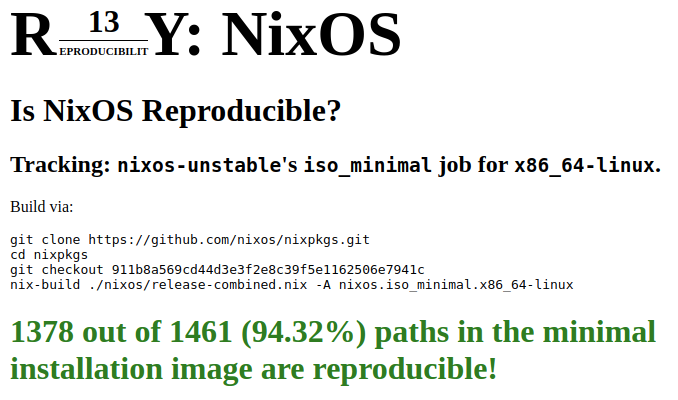 R 13 EPRODUCIBILIT Y: NixOS
Is NixOS Reproducible?
Tracking: nixos-unstable's iso_minimal job for x86_64-linux.
Build via:
git clone https://github.com/nixos/nixpkgs.git
cd nixpkgs
git checkout 911b8a569cd44d3e3f2e8c39f5e1162506e7941c
nix-build ./nixos/release-combined.nix -A nixos.iso_minimal.x86_64-linux
1378 out of 1461 (94.32%) paths in the minimal
installation image are reproducible!